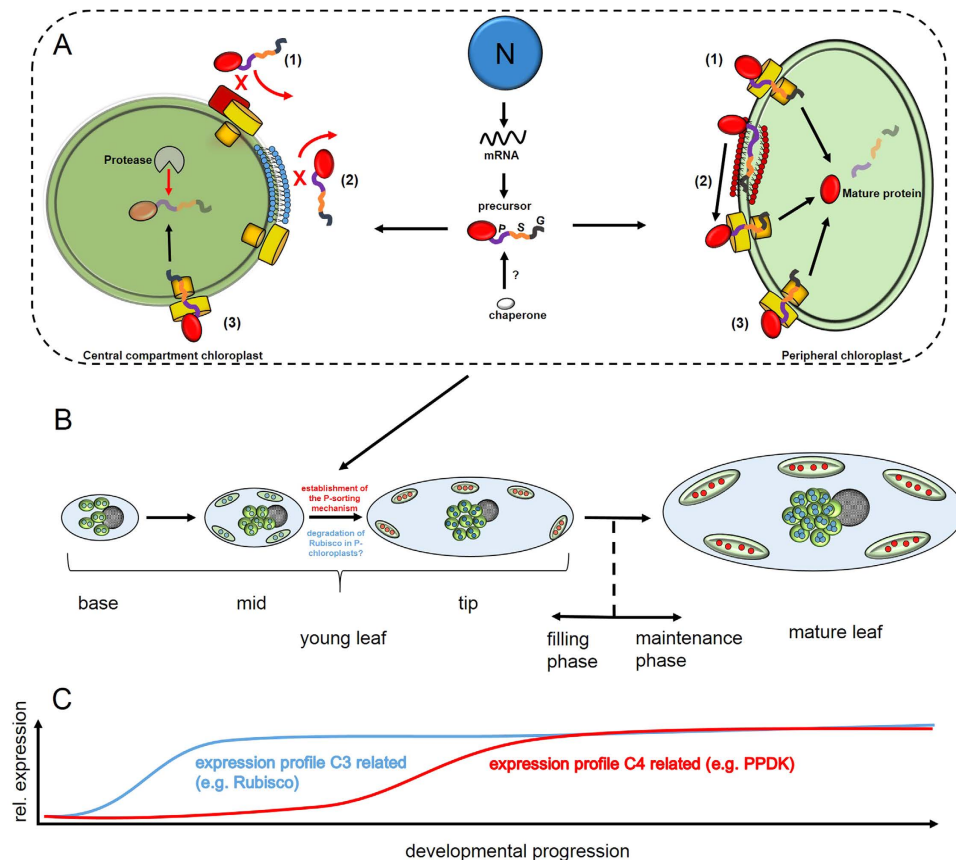 A
N
(1)
X
(1)
Protease
mRNA
X
(2)
precursor
P
S
G
(2)
Mature protein
?
chaperone
(3)
(3)
Central compartment chloroplast
Peripheral chloroplast
B
establishment
of the P-sorting
mechanism
degradation
of Rubisco in P-
chloroplasts?
base
mid
tip
young leaf
filling
phase
maintenance
phase
mature leaf
C
rel. expression
expression profile C3 related
(e.g. Rubisco)
expression profile C4 related (e.g. PPDK)
developmental progression